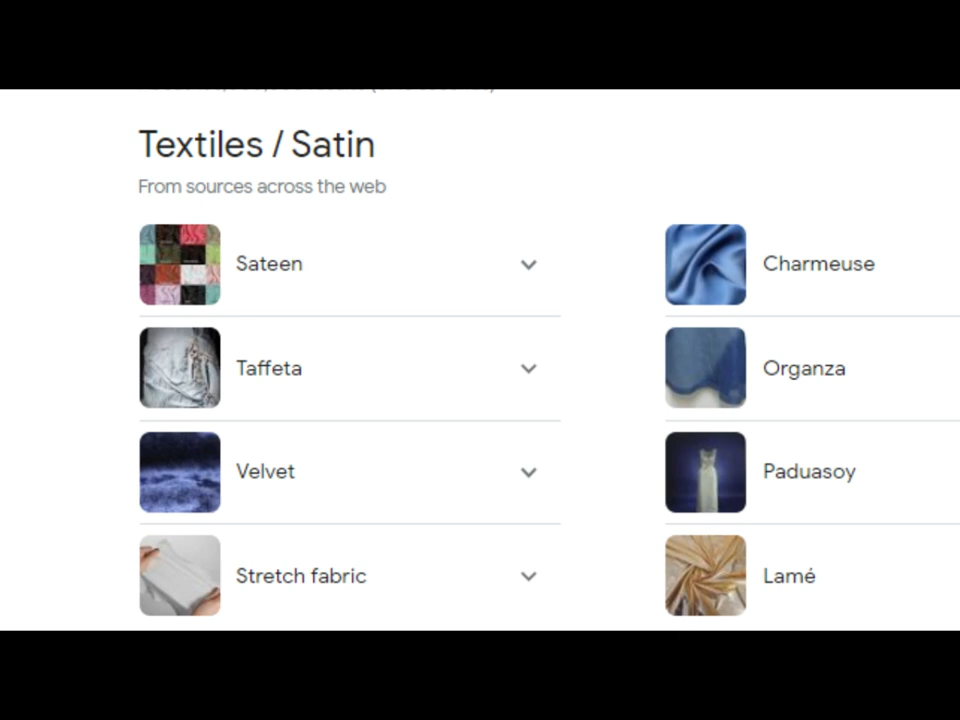 Textiles / Satin
From sources across the web
Sateen
Charmeuse
Taffeta
Organza
Velvet
Paduasoy
Stretch fabric
Lamé